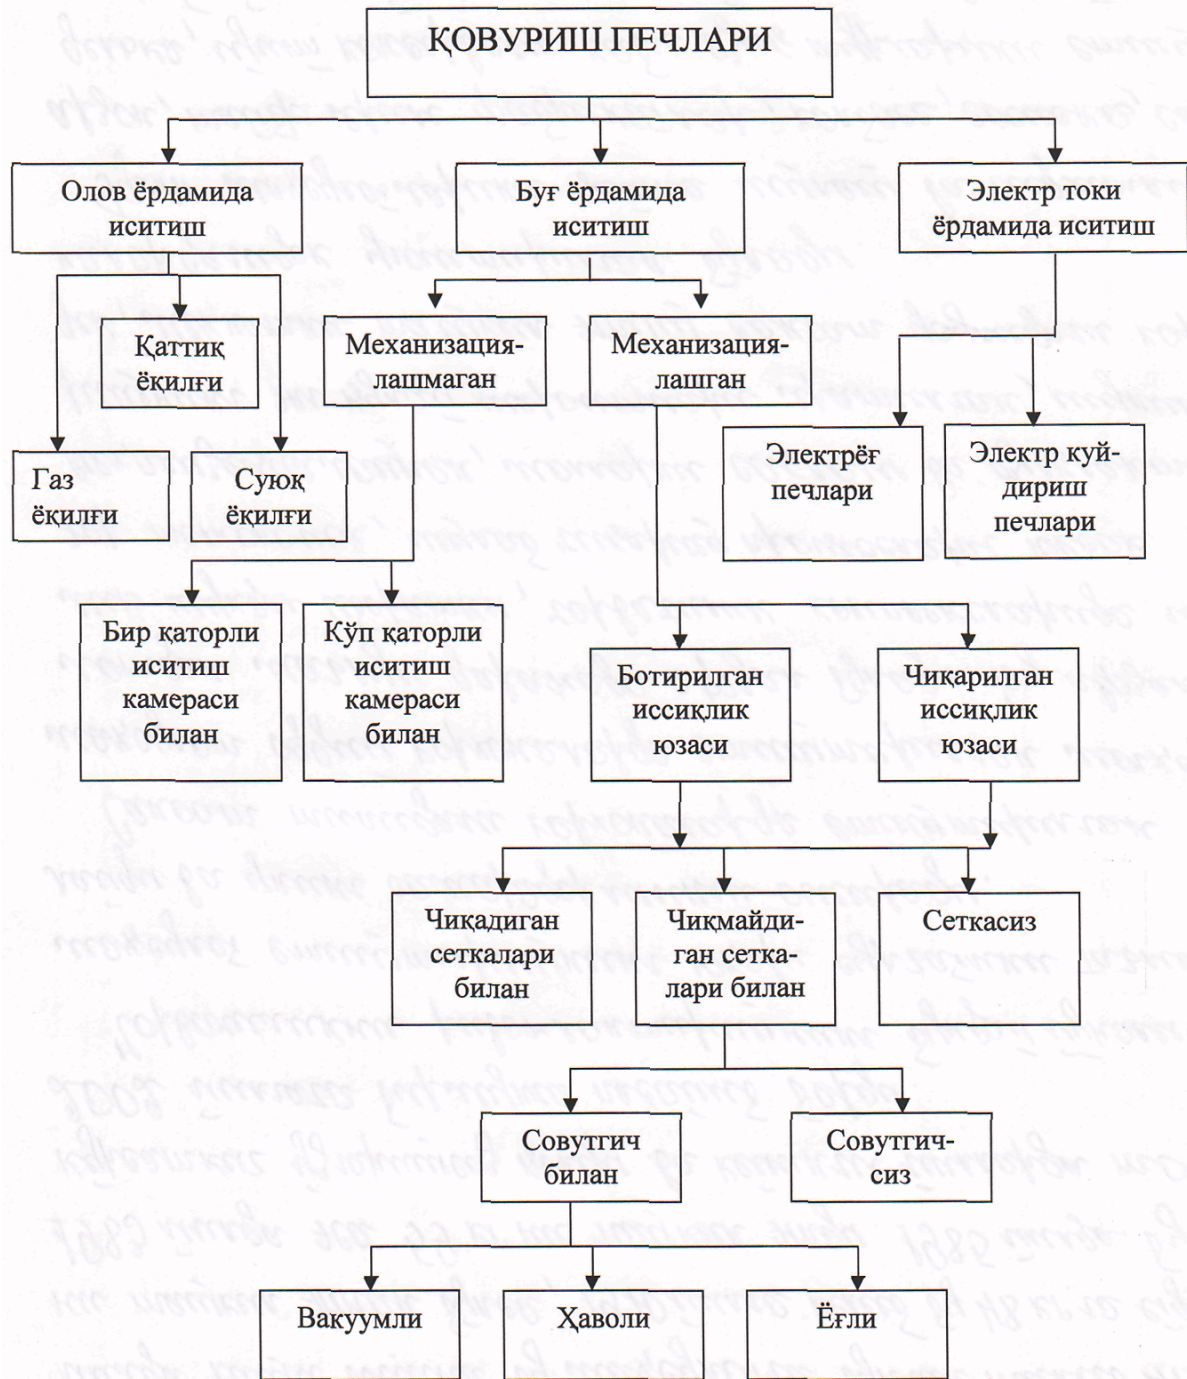 ҚОВУРИШ ПЕЧЛАРИ
Олов ёрдамида
иситиш
Буғ ёрдамида
иситиш
Электр токи
ёрдамида иситиш
Қаттиқ
ёқилғи
Механизация-
лашмаган
Механизация-
лашган
Газ
ёқилғи
Суюқ
ёқилғи
Электрёғ
печлари
Электр куй-
дириш
печлари
Бир қаторли
иситиш
камераси
билан
Кўп қаторли
иситиш
камераси
билан
Ботирилган
иссиқлик
юзаси
Чиқарилган
иссиқлик
юзаси
Чиқадиган
сеткалари
билан
Чиқмайди-
ган сетка-
лари билан
Сеткасиз
Совутгич
билан
Совутгич-
сиз
Вакуумли
Ҳаволи
Ёғли